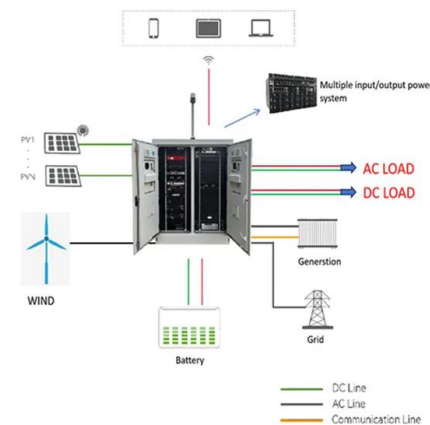 Multiple input/output powe
system
PV1
PVN
AC LOAD
DC LOAD
WIND
Generstion
Grid
Battery
DC Line
AC Line
Communication Line